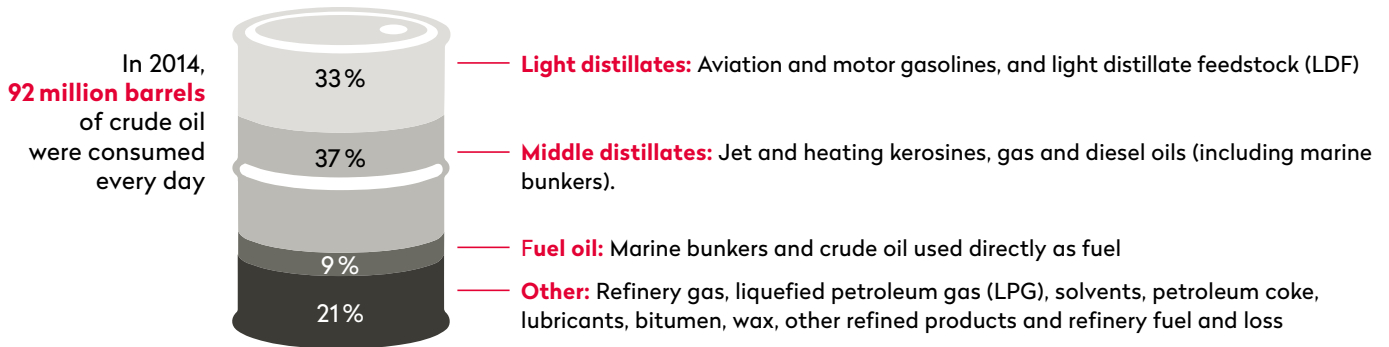 In 2014,
92 million barrels
of crude oil
were consumed
every day
33 %
Light distillates: Aviation and motor gasolines, and light distillate feedstock (LDF)
37 %
Middle distillates: Jet and heating kerosines, gas and diesel oils (including marine
bunkers).
9 %
Fuel oil: Marine bunkers and crude oil used directly as fuel
21 %
Other: Refinery gas, liquefied petroleum gas (LPG), solvents, petroleum coke,
lubricants, bitumen, wax, other refined products and refinery fuel and loss